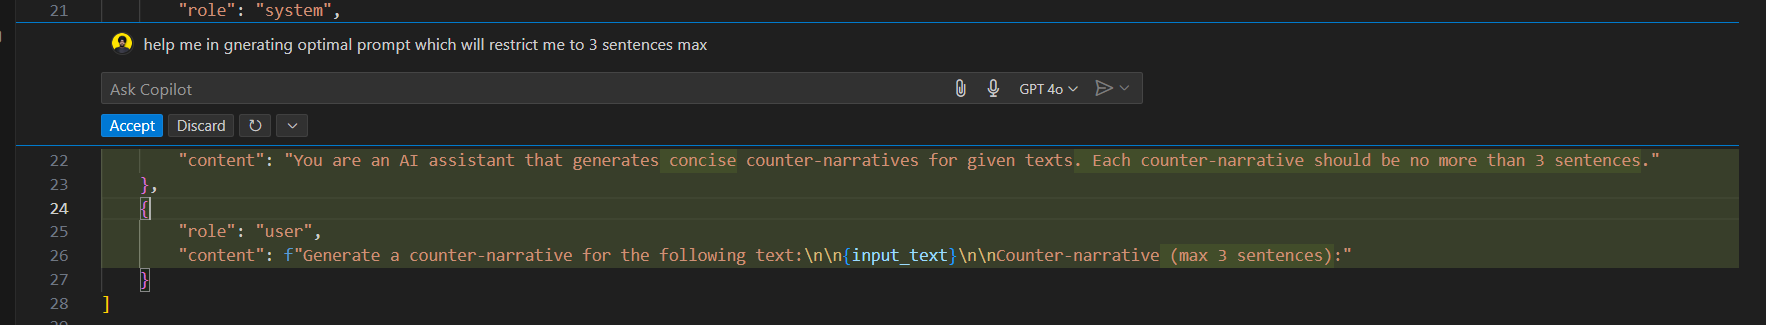 21 "role": "system",
help me in gnerating optimal prompt which will restrict me to 3 sentences max
Ask Copilot GPT 4o
Accept Discard
22 "content": "You are an AI assistant that generates concise counter-narratives for given texts. Each counter-narrative should be no more than 3 sentences."
23 },
24 {
25 "role": "user",
26 "content": f"Generate a counter-narrative for the following text:\n\n{input_text}\n\nCounter-narrative (max 3 sentences):"
27 }
28 ]